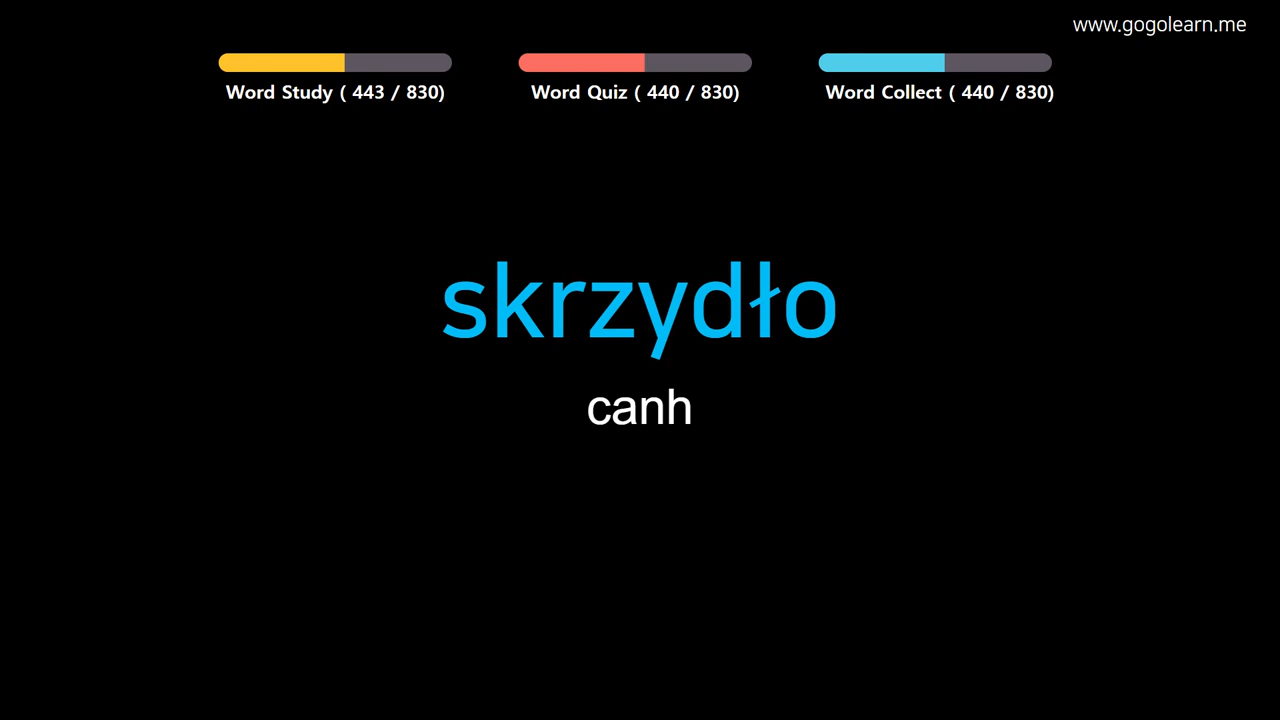 www.gogolearn.me
Word Study ( 443 / 830)
Word Quiz ( 440 / 830)
Word Collect ( 440 / 830)
skrzydło
canh